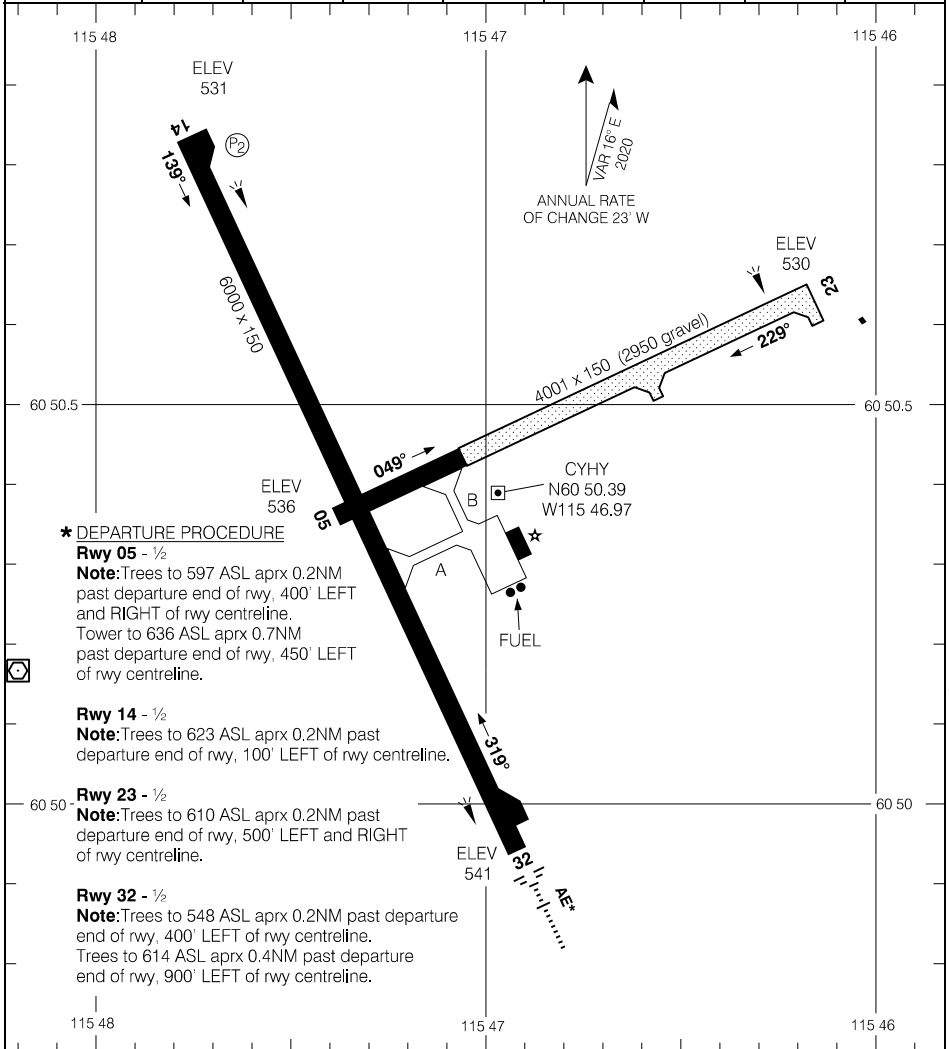 115 48
115 47
115 46
ELEV
531
14
P2
139°
VAR 16° E
2020
ANNUAL RATE
OF CHANGE 23' W
ELEV
530
23
6000 x 150
4001 x 150 (2950 gravel)
229°
60 50.5
60 50.5
049°
ELEV
536
05
B
CYHY
N60 50.39
W115 46.97
A
FUEL
* DEPARTURE PROCEDURE
Rwy 05 - ½
Note:Trees to 597 ASL aprx 0.2NM
past departure end of rwy, 400' LEFT
and RIGHT of rwy centreline.
Tower to 636 ASL aprx 0.7NM
past departure end of rwy, 450' LEFT
of rwy centreline.
Rwy 14 - ½
Note:Trees to 623 ASL aprx 0.2NM past
departure end of rwy, 100' LEFT of rwy centreline.
319°
Rwy 23 - ½
Note:Trees to 610 ASL aprx 0.2NM past
departure end of rwy, 500' LEFT and RIGHT
of rwy centreline.
60 50
60 50
ELEV
541
32
AE*
Rwy 32 - ½
Note:Trees to 548 ASL aprx 0.2NM past departure
end of rwy, 400' LEFT of rwy centreline.
Trees to 614 ASL aprx 0.4NM past departure
end of rwy, 900' LEFT of rwy centreline.
115 48
115 47
115 46